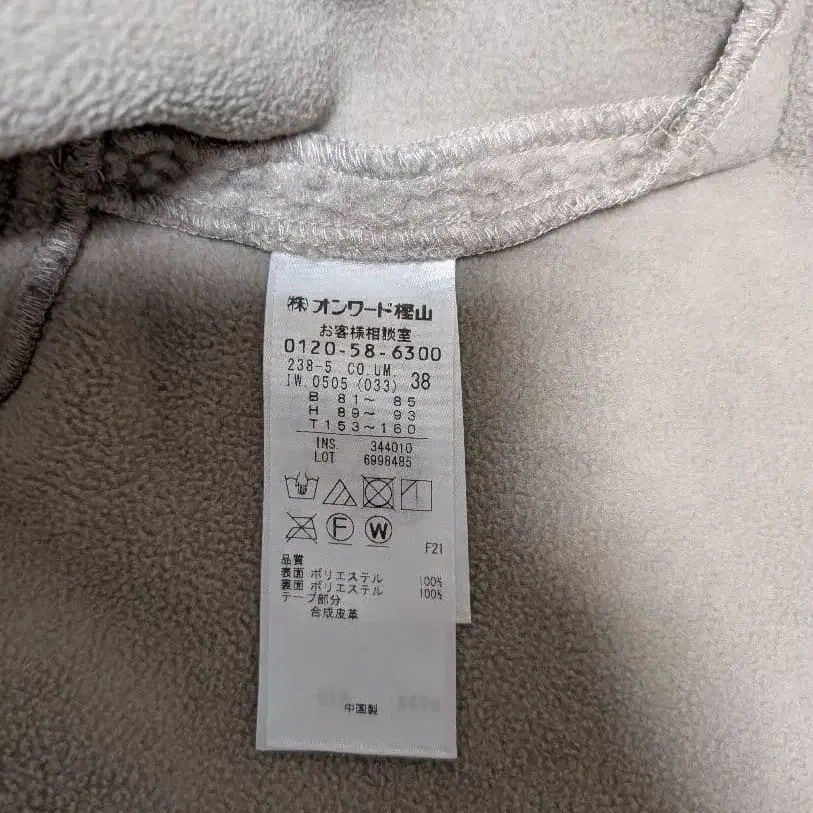 ㈱オンワード樫山
お客様相談室
0120-58-6300
238-5 CO.UM.
IW.0505 (033) 38
B 81～ 85
H 89～ 93
T153～160
INS 344010
LOT 6998485
F
W
F21
品質
表面 ポリエステル 100%
裏面 ポリエステル 100%
テープ部分
合成皮革
中国製